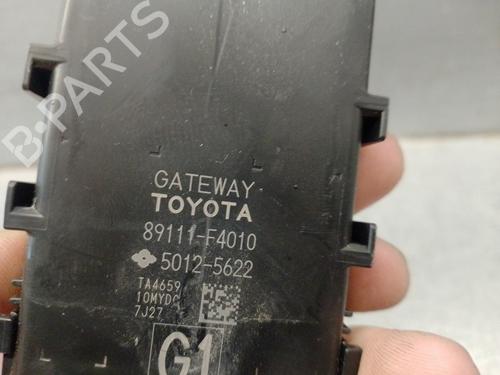 B-PARTS
GATEWAY
TOYOTA
89111-F4010
5012-5622
TA4659
10MYDC
7J27
G1